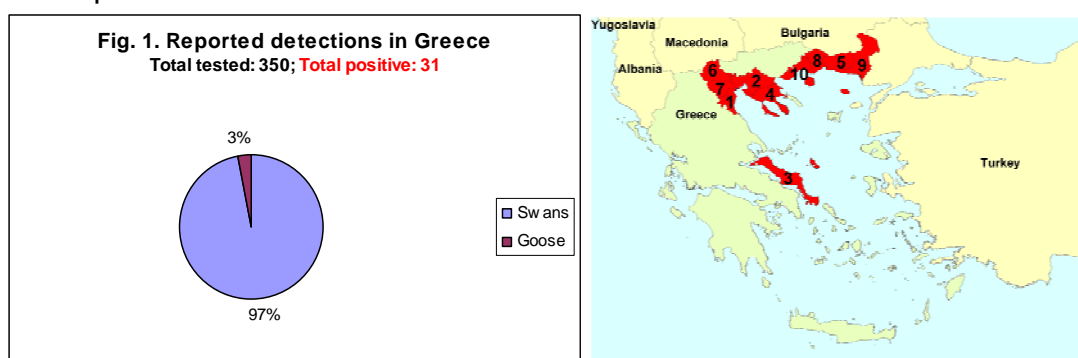 Fig. 1. Reported detections in Greece
Total tested: 350; Total positive: 31
3%
97%
Swans
Goose
Yugoslavia
Bulgaria
Macedonia
Albania
6
8
5
9
2
10
7
4
1
Greece
Turkey
3